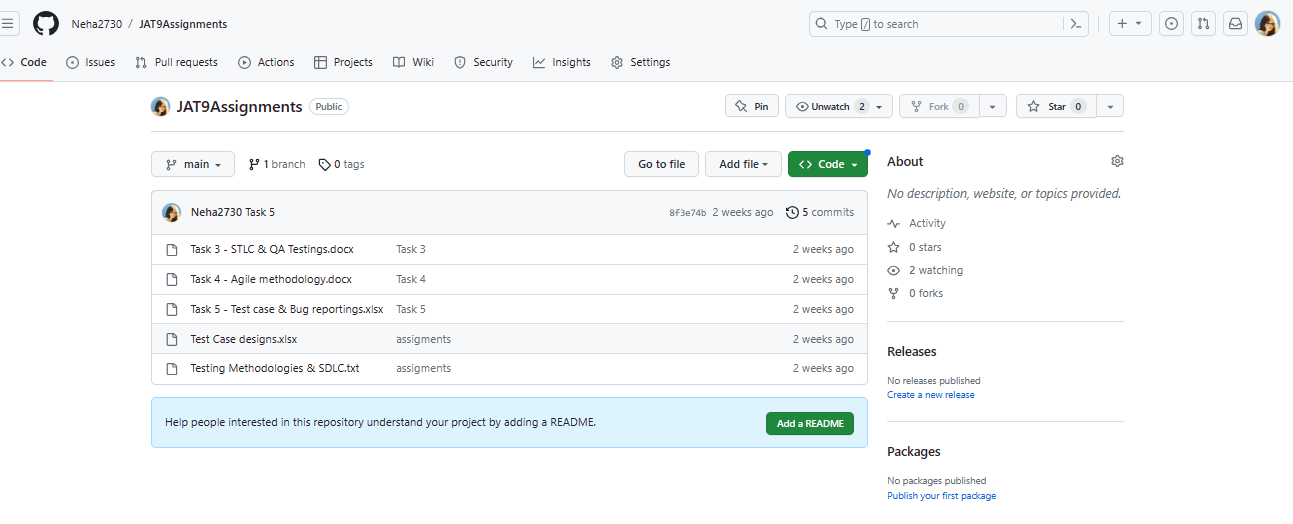 Neha2730 / JAT9Assignments
Type / to search
Code Issues Pull requests Actions Projects Wiki Security Insights Settings
JAT9Assignments Public
Pin Unwatch 2 Fork 0 Star 0
main 1 branch 0 tags Go to file Add file Code
Neha2730 Task 5 8f3e74b 2 weeks ago 5 commits
Task 3 - STLC & QA Testings.docx Task 3 2 weeks ago
Task 4 - Agile methodology.docx Task 4 2 weeks ago
Task 5 - Test case & Bug reportings.xlsx Task 5 2 weeks ago
Test Case designs.xlsx assigments 2 weeks ago
Testing Methodologies & SDLC.txt assigments 2 weeks ago
Help people interested in this repository understand your project by adding a README. Add a README
About
No description, website, or topics provided.
Activity
0 stars
2 watching
0 forks
Releases
No releases published
Create a new release
Packages
No packages published
Publish your first package